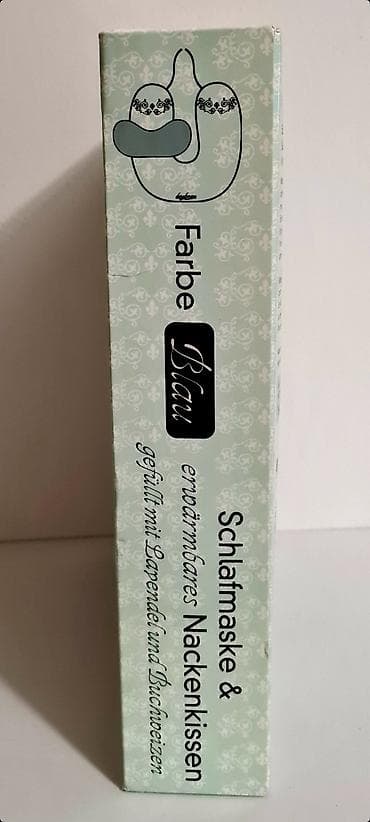 Farbe Blau
Schlafmaske &
erwärmbares Nackenkissen
gefüllt mit Lavendel und Buchweizen